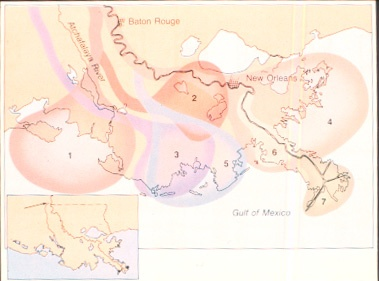 Baton Rouge
Atchafalaya River
New Orleans
2
4
1
3
5
6
7
Gulf of Mexico